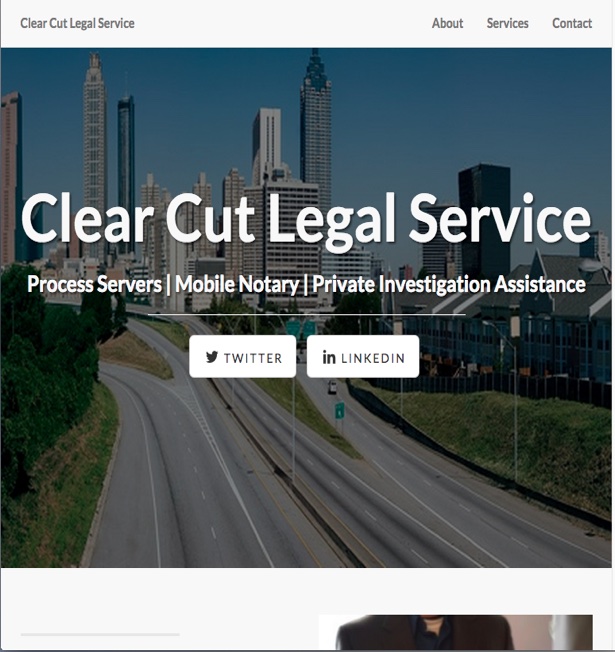 Clear Cut Legal Service
About Services Contact
Clear Cut Legal Service
Process Servers | Mobile Notary | Private Investigation Assistance
TWITTER
LINKEDIN